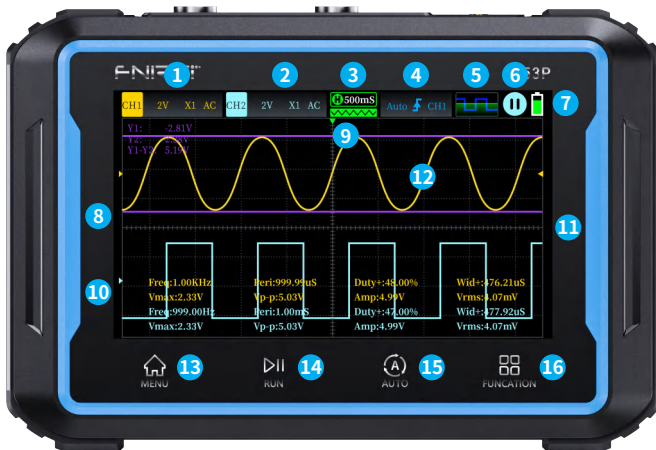 1 2 3 4 5 6 7
CH1 2V X1 AC CH2 2V X1 AC H 500mS Auto CH1
Y1: -2.81V
Y2:
Y1-Y2: 5.19V
9
12
8
11
10
Freq:1.00KHz Peri:999.99uS Duty+:48.00% Wid+:476.21uS
Vmax:2.33V Vp-p:5.03V Amp:4.99V Vrms:4.07mV
Freq:999.00Hz Peri:1.00mS Duty+:47.00% Wid+:477.92uS
Vmax:2.33V Vp-p:5.03V Amp:4.99V Vrms:4.07mV
13 14 A 15 16
MENU RUN AUTO FUNCATION